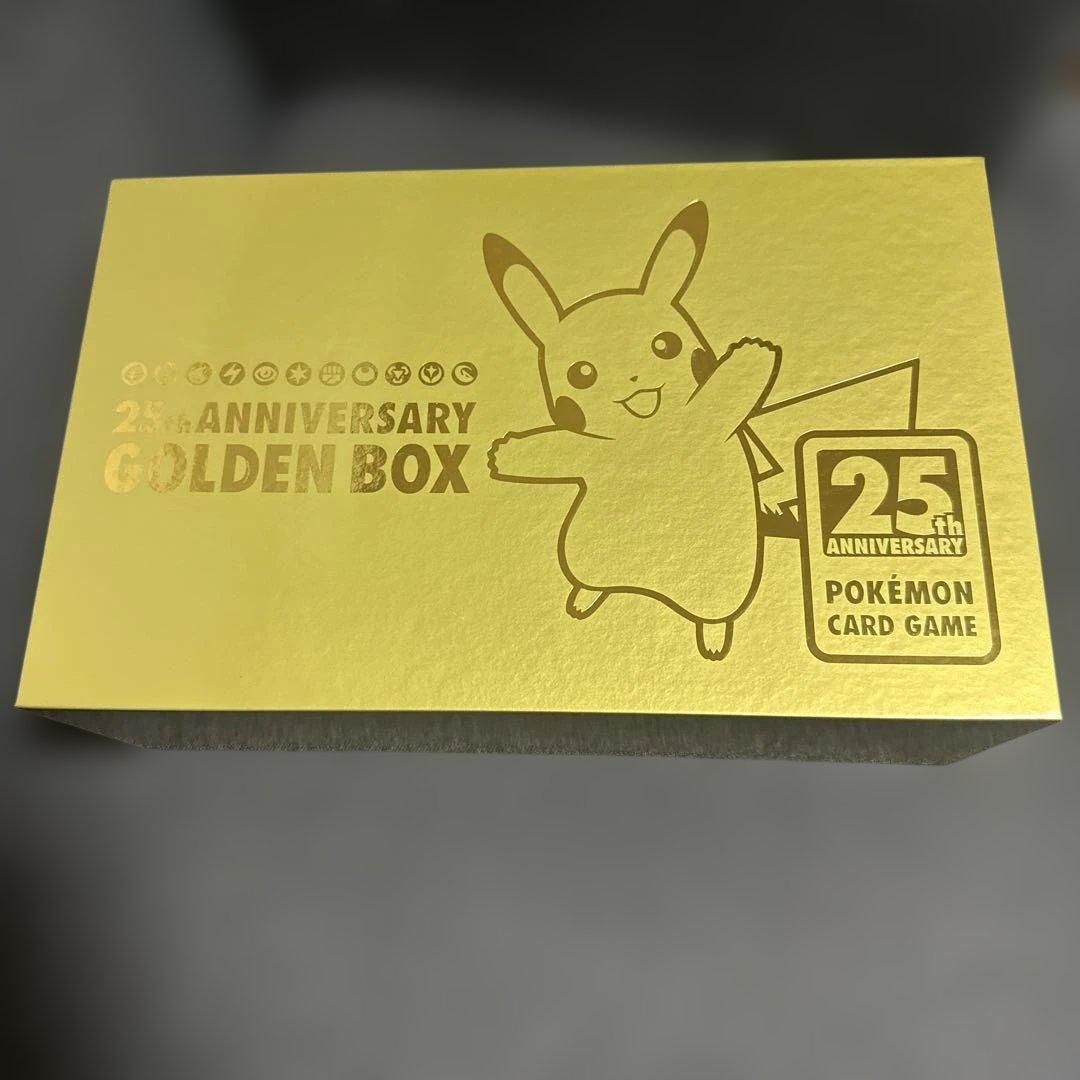 25th ANNIVERSARY
GOLDEN BOX
25th
ANNIVERSARY
POKÉMON
CARD GAME